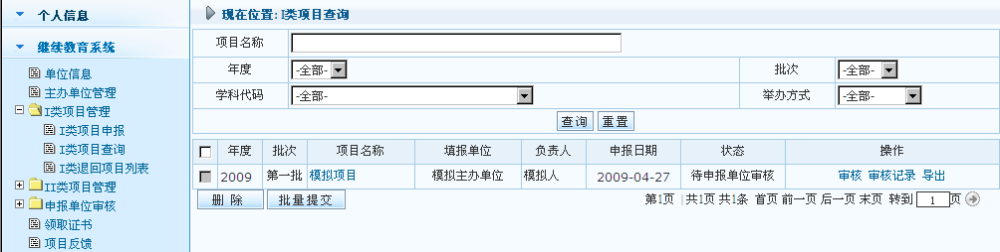 个人信息
继续教育系统
单位信息
主办单位管理
I类项目管理
I类项目申报
I类项目查询
I类退回项目列表
II类项目管理
申报单位审核
领取证书
项目反馈
现在位置: I类项目查询
项目名称
年度 -全部- 批次 -全部-
学科代码 -全部- 举办方式 -全部-
查询 重置
年度 批次 项目名称 填报单位 负责人 申报日期 状态 操作
2009 第一批 模拟项目 模拟主办单位 模拟人 2009-04-27 待申报单位审核 审核 审核记录 导出
删 除 批量提交 第1页 | 共1页 共1条 首页 前一页 后一页 末页 转到 1 页